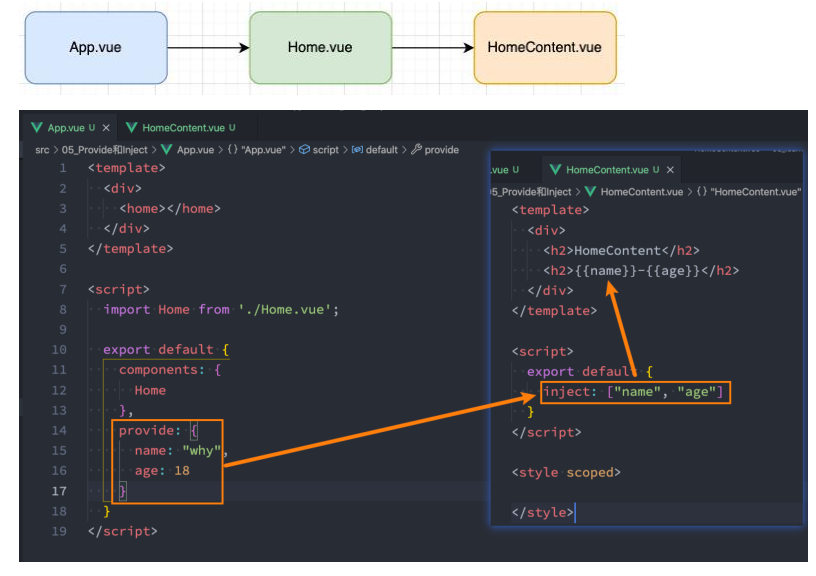 App.vue
Home.vue
HomeContent.vue
App.vue U ×
HomeContent.vue U
src > 05_Provide和Inject > App.vue > {} "App.vue" > script > default > provide
1 <template>
2 <div>
3 <home></home>
4 </div>
5 </template>
6
7 <script>
8 import Home from './Home.vue';
9
10 export default {
11 components: {
12 Home
13 },
14 provide: {
15 name: "why",
16 age: 18
17 }
18 }
19 </script>
.vue U
HomeContent.vue U ×
5_Provide和Inject > HomeContent.vue > {} "HomeContent.vue"
<template>
<div>
<h2>HomeContent</h2>
<h2>{{name}}-{{age}}</h2>
</div>
</template>
<script>
export default {
inject: ["name", "age"]
}
</script>
<style scoped>
</style>